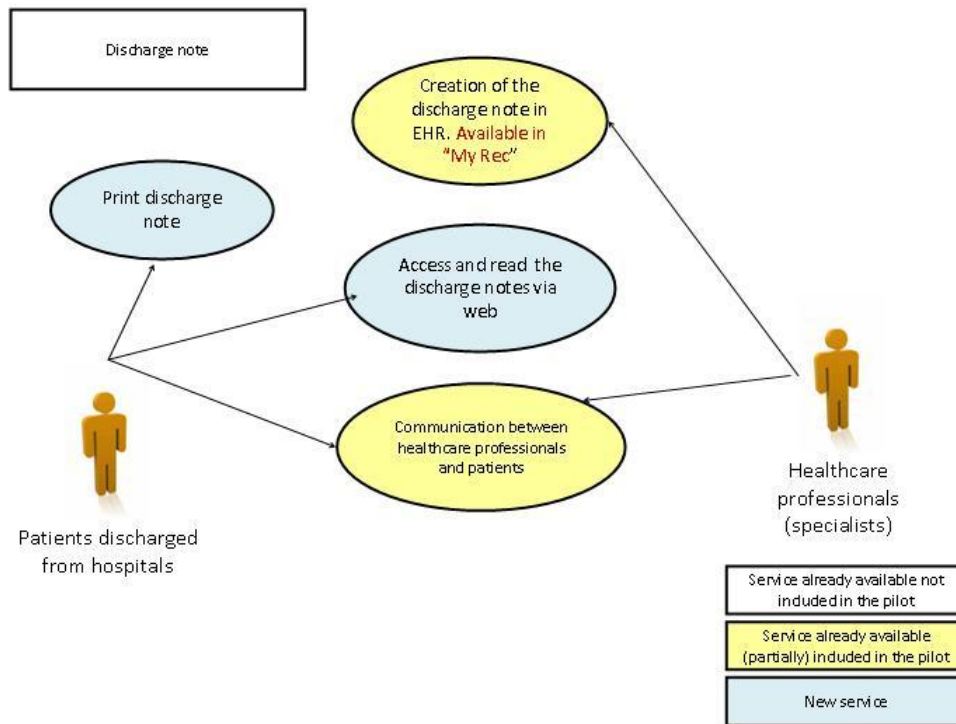 Discharge note
Creation of the
discharge note in
EHR. Available in
"My Rec"
Print discharge
note
Access and read the
discharge notes via
web
Communication between
healthcare professionals
and patients
Patients discharged
from hospitals
Healthcare
professionals
(specialists)
Service already available not
included in the pilot
Service already available
(partially) included in the pilot
New service